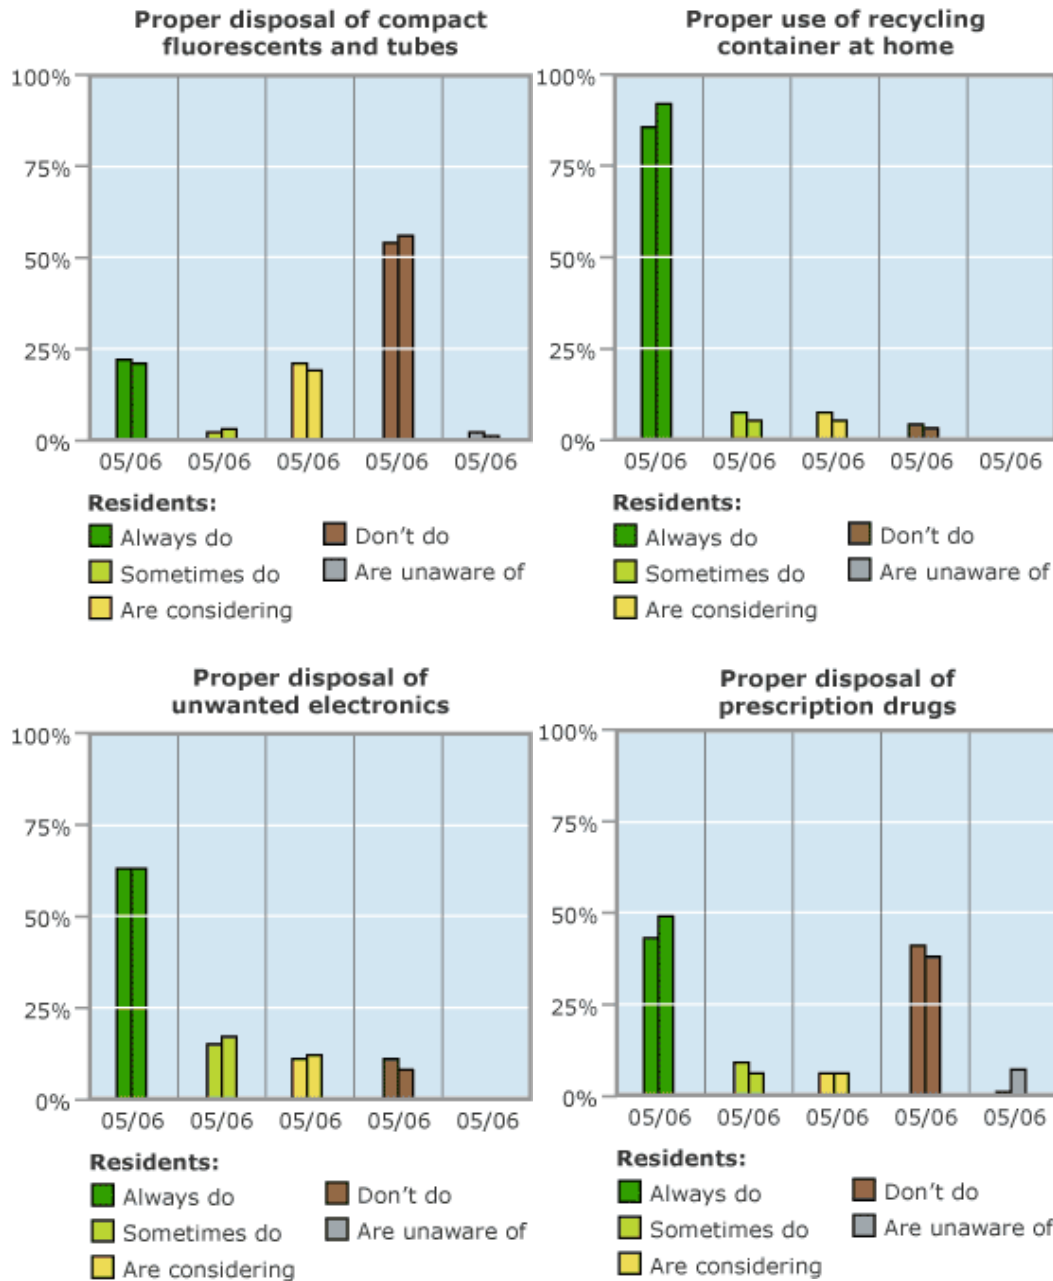 Proper disposal of compact
fluorescents and tubes
100%
75%
50%
25%
0%
05/06 05/06 05/06 05/06 05/06
Residents:
Always do
Don't do
Sometimes do
Are unaware of
Are considering
Proper use of recycling
container at home
100%
75%
50%
25%
0%
05/06 05/06 05/06 05/06 05/06
Residents:
Always do
Don't do
Sometimes do
Are unaware of
Are considering
Proper disposal of
unwanted electronics
100%
75%
50%
25%
0%
05/06 05/06 05/06 05/06 05/06
Residents:
Always do
Don't do
Sometimes do
Are unaware of
Are considering
Proper disposal of
prescription drugs
100%
75%
50%
25%
0%
05/06 05/06 05/06 05/06 05/06
Residents:
Always do
Don't do
Sometimes do
Are unaware of
Are considering